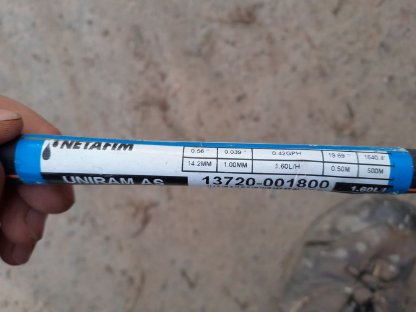 NETAFIM
0.56" 0.039" 0.42GPH 19.69" 1640.4'
14.2MM 1.00MM 1.60L/H 0.50M 500M
UNIRAM AS 13720-001800 1.60L/